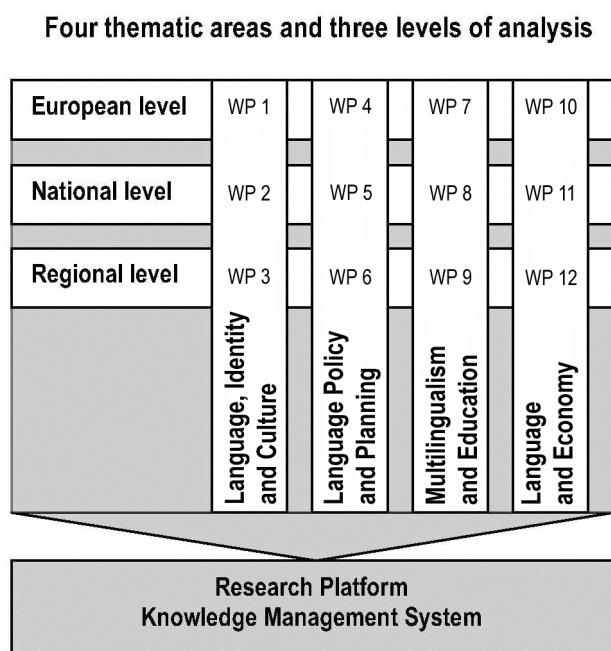 Four thematic areas and three levels of analysis
European level WP 1 WP 4 WP 7 WP 10
National level WP 2 WP 5 WP 8 WP 11
Regional level WP 3 WP 6 WP 9 WP 12
Language, Identity
and Culture
Language Policy
and Planning
Multilingualism
and Education
Language
and Economy
Research Platform
Knowledge Management System